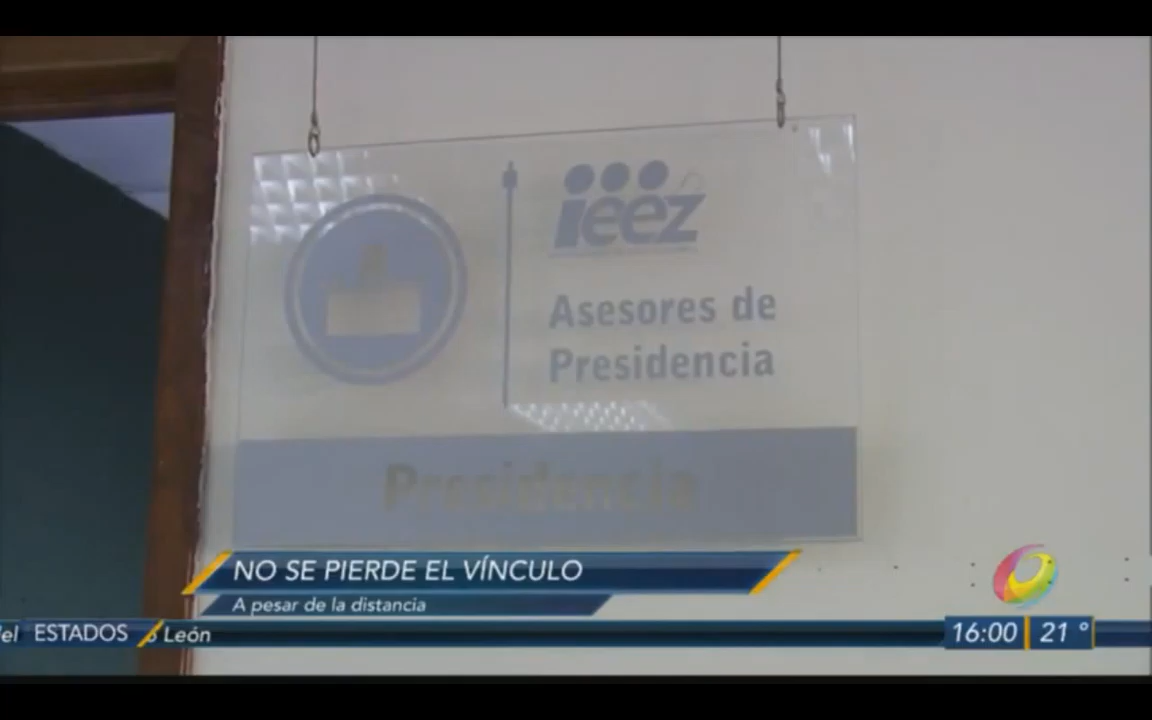 ieez
Asesores de
Presidencia
Presidencia
NO SE PIERDE EL VÍNCULO
A pesar de la distancia
ESTADOS
León
16:00
21 °